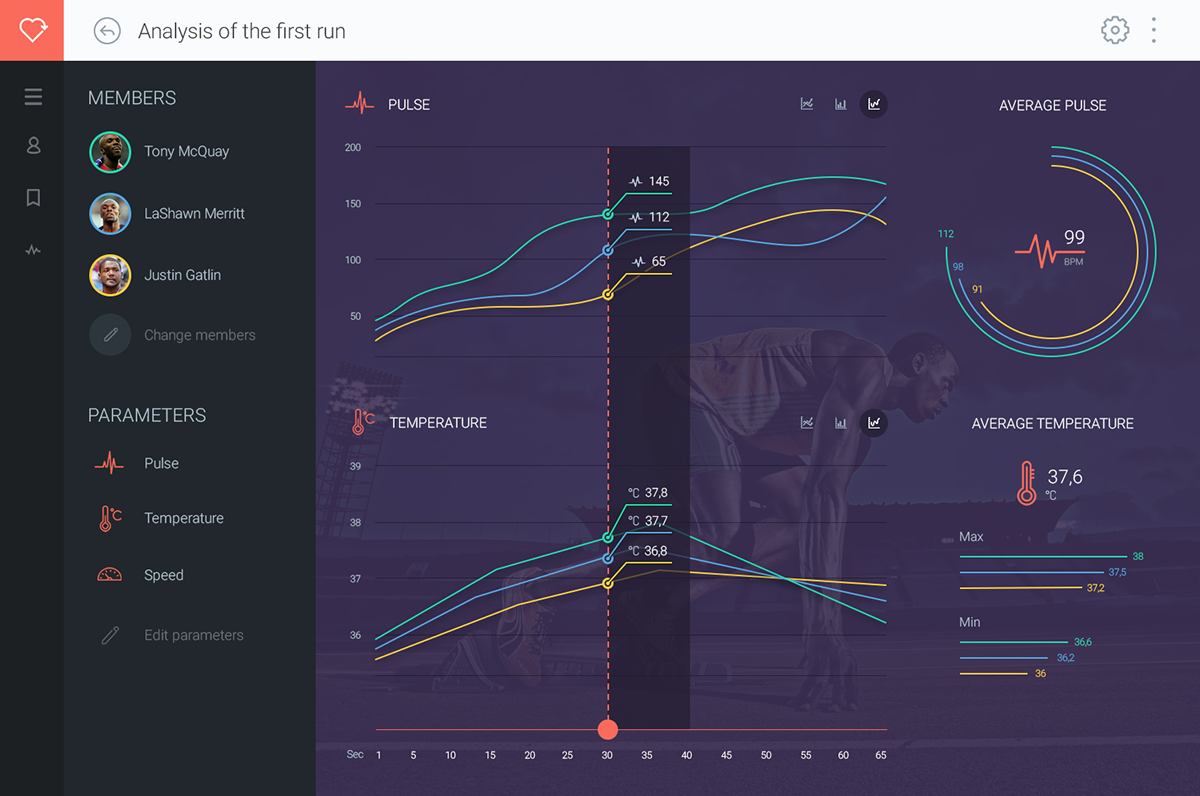 Analysis of the first run
MEMBERS
Tony McQuay
LaShawn Merritt
Justin Gatlin
Change members
PARAMETERS
Pulse
°C
Temperature
Speed
Edit parameters
PULSE
200
150
100
50
145
112
65
°C
TEMPERATURE
39
38
37
36
°C 37,8
°C 37,7
°C 36,8
Sec 1 5 10 15 20 25 30 35 40 45 50 55 60 65
AVERAGE PULSE
112
98
91
99
BPM
AVERAGE TEMPERATURE
37,6
°C
Max
38
37,5
37,2
Min
36,6
36,2
36